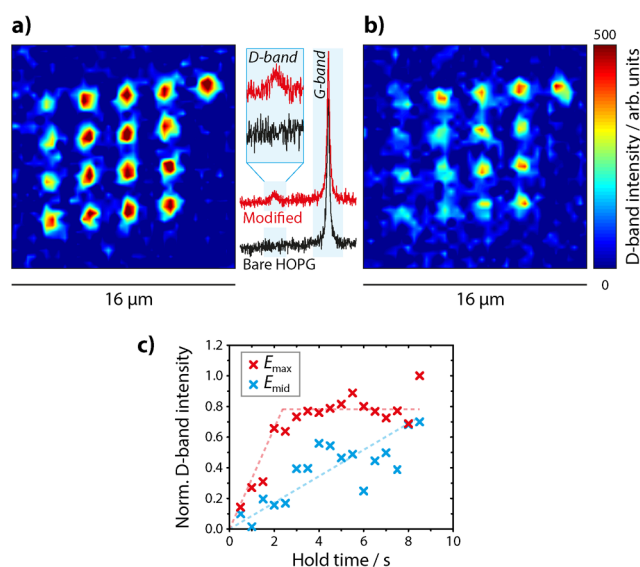 a)
b)
D-band
G-band
Modified
Bare HOPG
500
D-band intensity / arb. units
0
16 μm
16 μm
c)
Norm. D-band intensity
1.2
1.0
0.8
0.6
0.4
0.2
0.0
Emax
Emid
0 2 4 6 8 10
Hold time / s